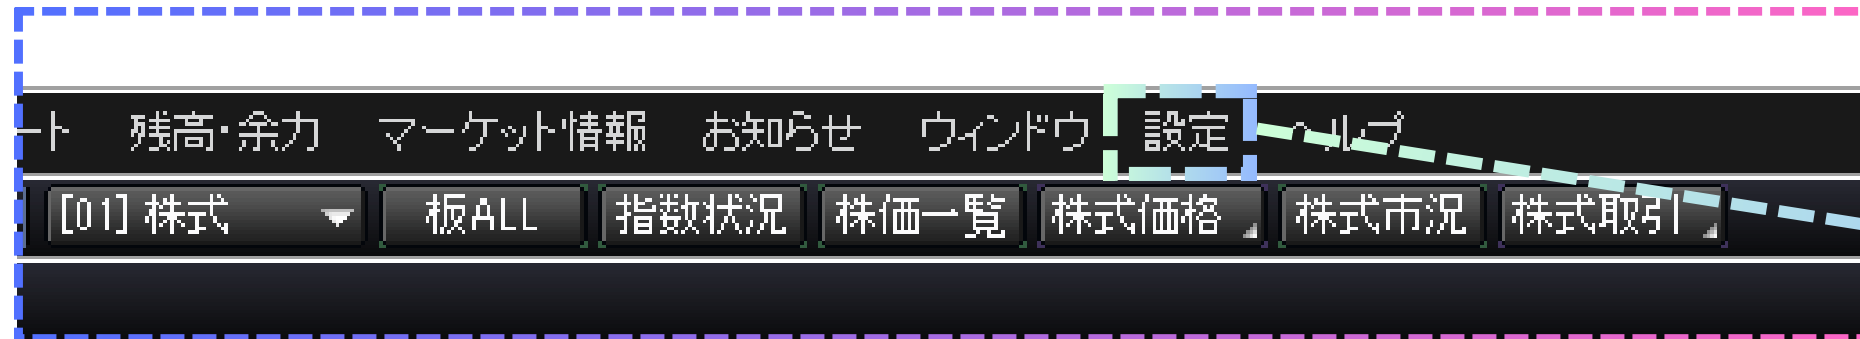 ート 残高・余力 マーケット情報 お知らせ ウィンドウ 設定 ヘルプ
[01] 株式 板ALL 指数状況 株価一覧 株式価格 株式市況 株式取引